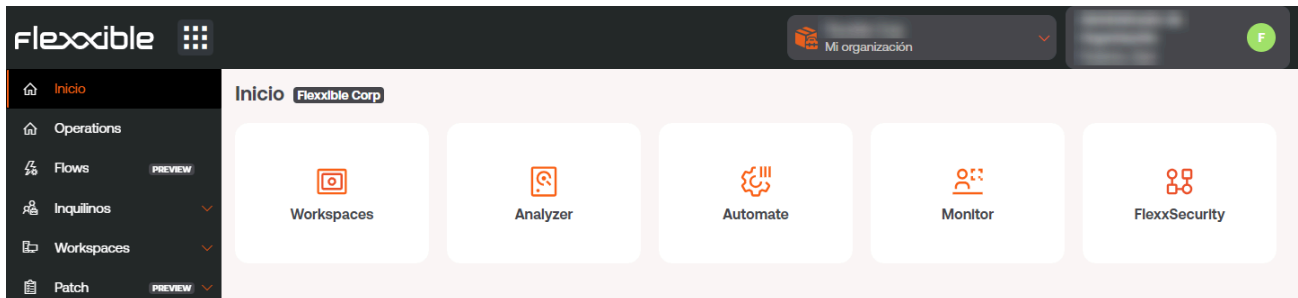 Flexxible
Mi organización
F
Inicio
Operations
Flows PREVIEW
Inquilinos
Workspaces
Patch PREVIEW
Inicio Flexxible Corp
Workspaces
Analyzer
Automate
Monitor
FlexxSecurity